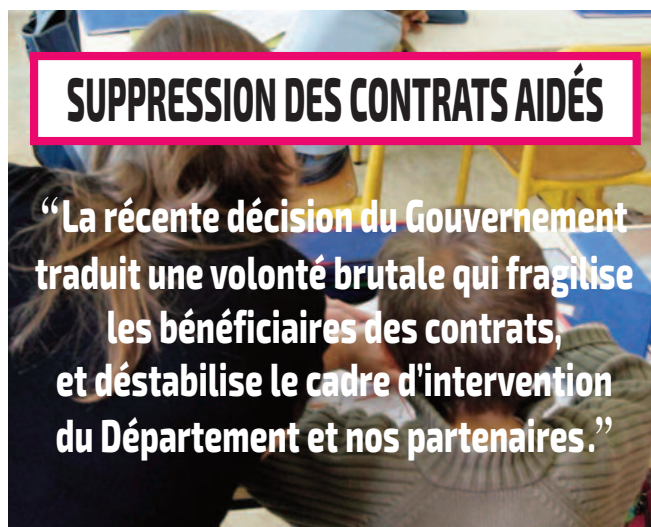 SUPPRESSION DES CONTRATS AIDÉS
“La récente décision du Gouvernement
traduit une volonté brutale qui fragilise
les bénéficiaires des contrats,
et déstabilise le cadre d’intervention
du Département et nos partenaires.”